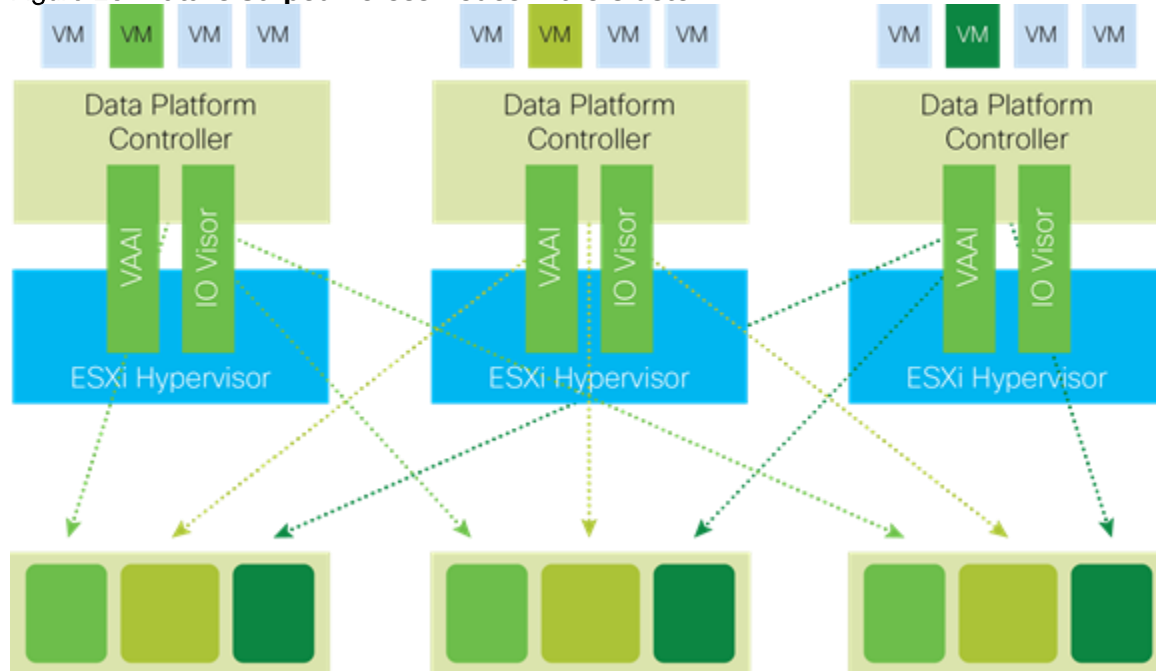 VM VM VM VM VM VM VM VM VM VM VM VM
Data Platform
Controller
Data Platform
Controller
Data Platform
Controller
VAAI
IO Visor
VAAI
IO Visor
VAAI
IO Visor
ESXi Hypervisor
ESXi Hypervisor
ESXi Hypervisor